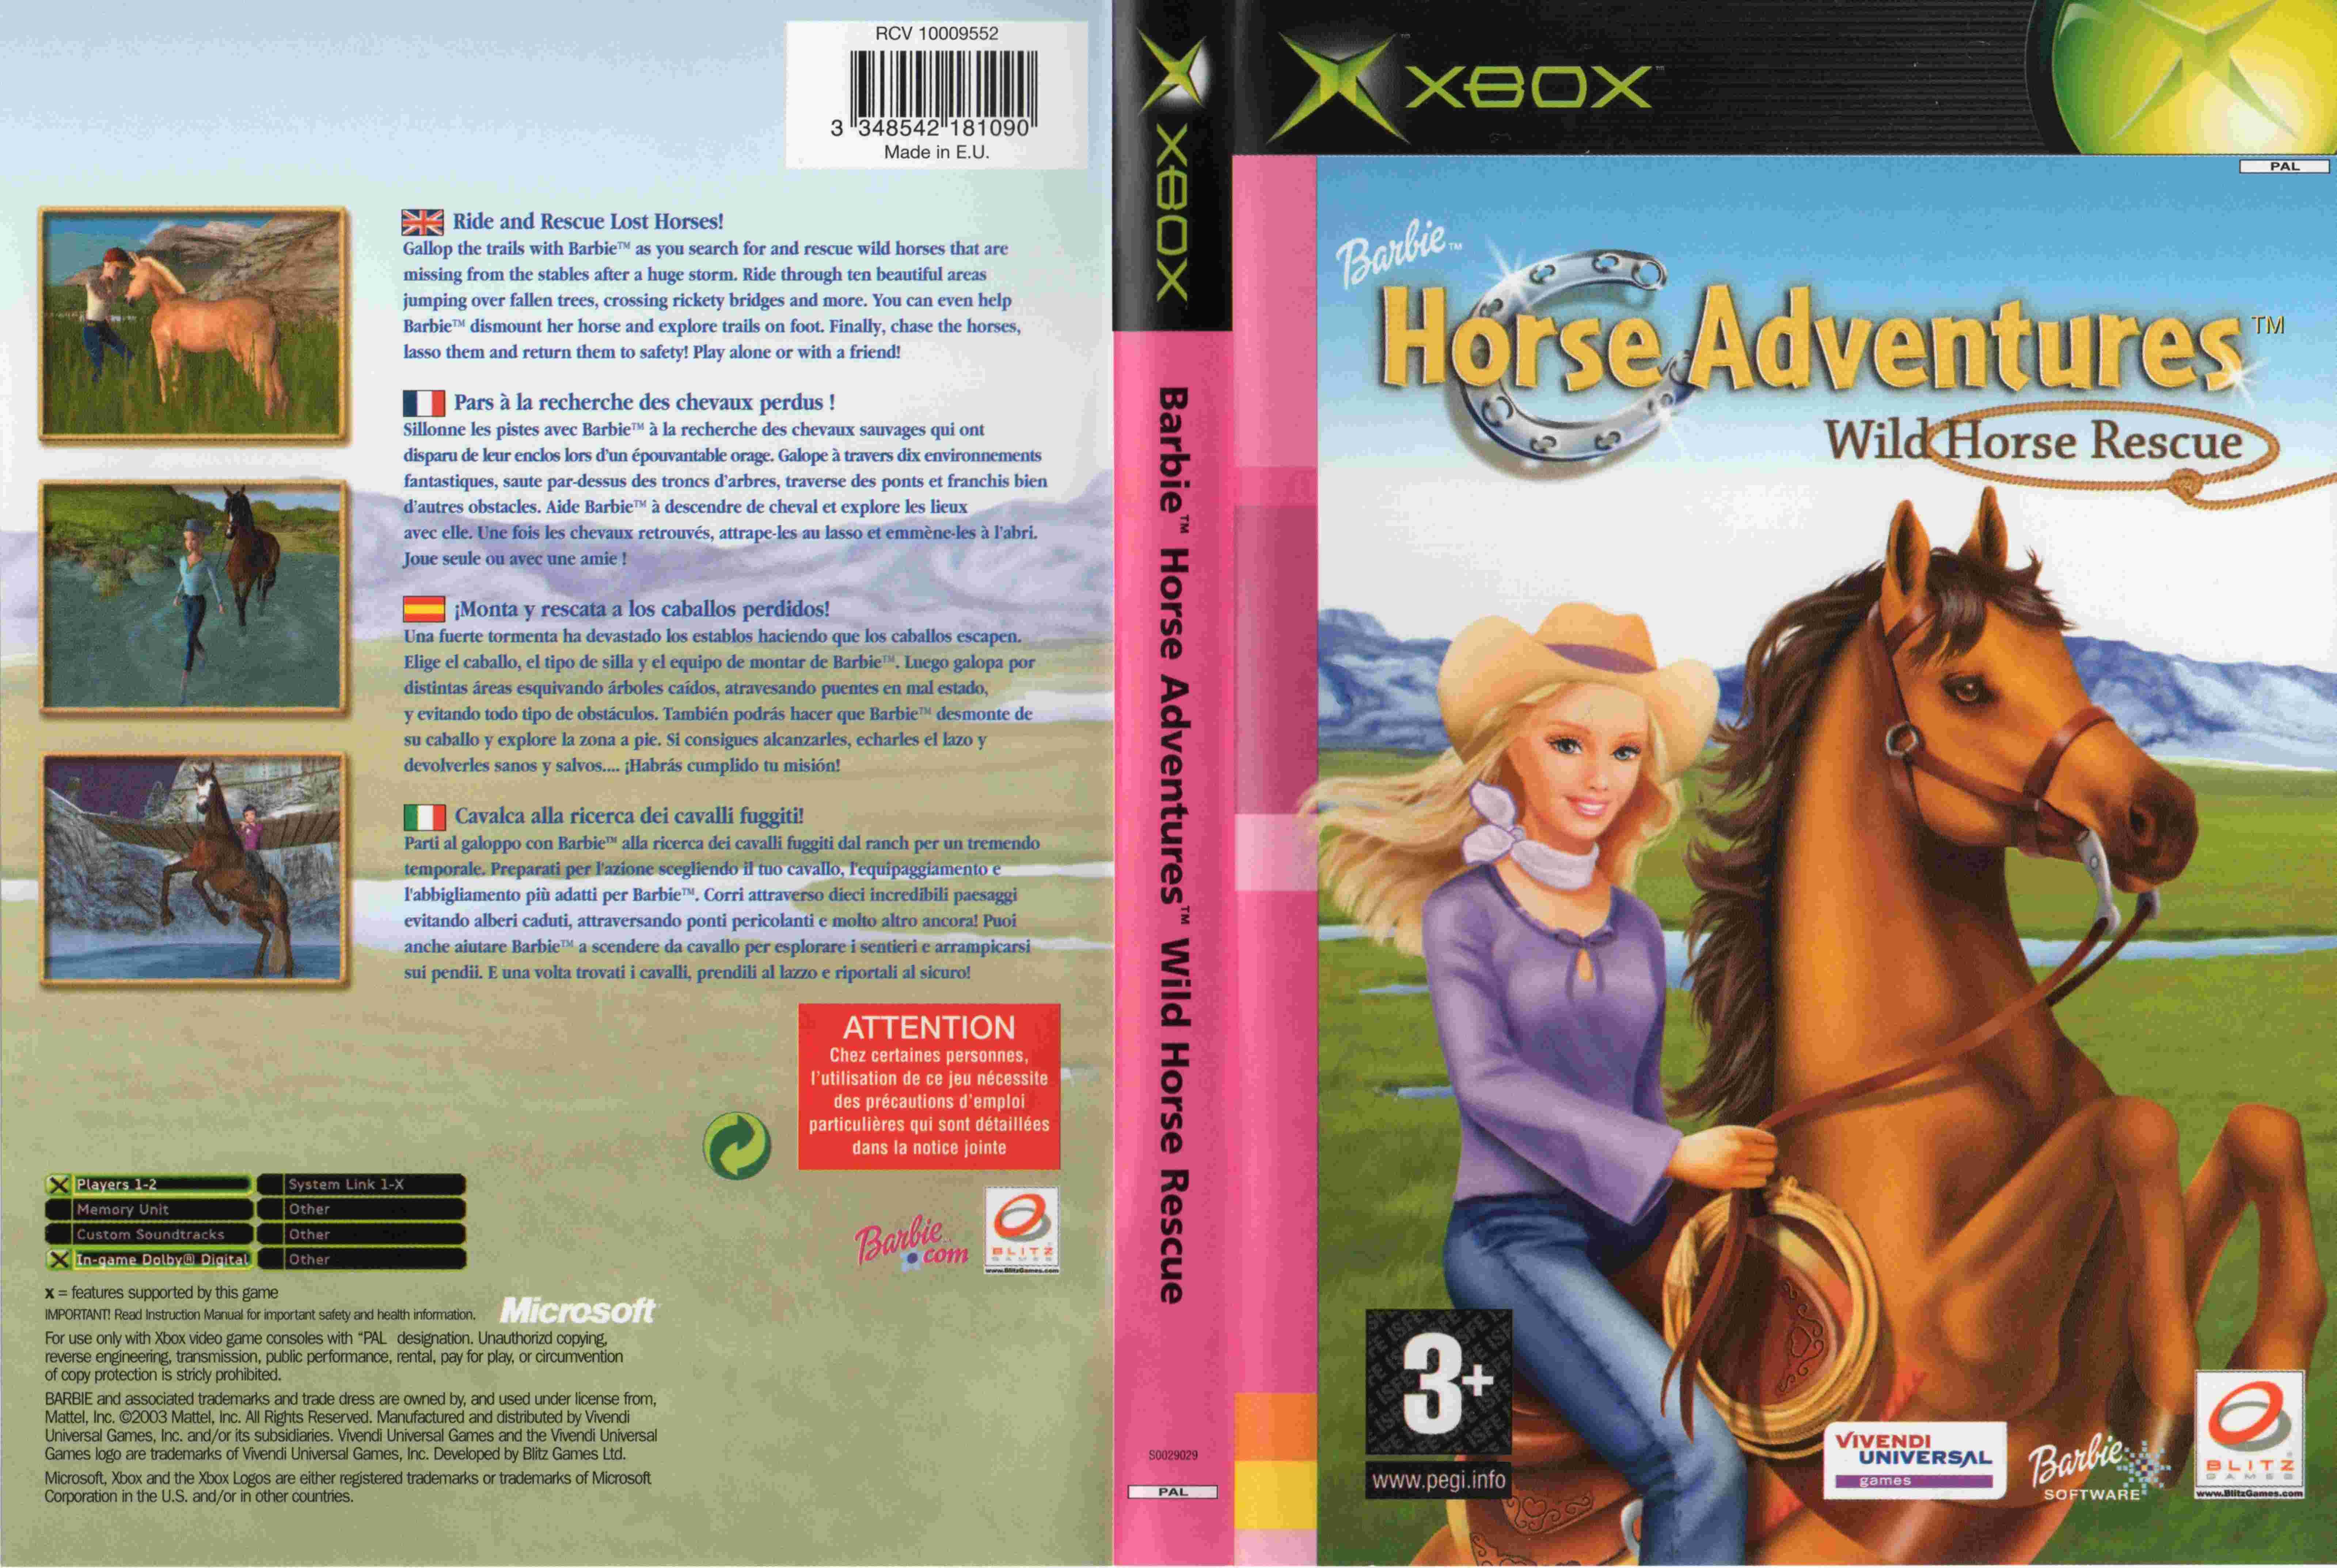 RCV 10009552
3 348542 181090
Made in E.U.
Ride and Rescue Lost Horses!
Gallop the trails with Barbie™ as you search for and rescue wild horses that are
missing from the stables after a huge storm. Ride through ten beautiful areas
jumping over fallen trees, crossing rickety bridges and more. You can even help
Barbie™ dismount her horse and explore trails on foot. Finally, chase the horses,
lasso them and return them to safety! Play alone or with a friend!
Pars à la recherche des chevaux perdus !
Sillonne les pistes avec Barbie™ à la recherche des chevaux sauvages qui ont
disparu de leur enclos lors d'un épouvantable orage. Galope à travers dix environnements
fantastiques, saute par-dessus des troncs d'arbres, traverse des ponts et franchis bien
d'autres obstacles. Aide Barbie™ à descendre de cheval et explore les lieux
avec elle. Une fois les chevaux retrouvés, attrape-les au lasso et emmène-les à l'abri.
Joue seule ou avec une amie !
¡Monta y rescata a los caballos perdidos!
Una fuerte tormenta ha devastado los establos haciendo que los caballos escapen.
Elige el caballo, el tipo de silla y el equipo de montar de Barbie™. Luego galopa por
distintas áreas esquivando árboles caídos, atravesando puentes en mal estado,
y evitando todo tipo de obstáculos. También podrás hacer que Barbie™ desmonte de
su caballo y explore la zona a pie. Si consigues alcanzarles, echarles el lazo y
devolverles sanos y salvos.... ¡Habrás cumplido tu misión!
Cavalca alla ricerca dei cavalli fuggiti!
Parti al galoppo con Barbie™ alla ricerca dei cavalli fuggiti dal ranch per un tremendo
temporale. Preparati per l'azione scegliendo il tuo cavallo, l'equipaggiamento e
l'abbigliamento più adatti per Barbie™. Corri attraverso dieci incredibili paesaggi
evitando alberi caduti, attraversando ponti pericolanti e molto altro ancora! Puoi
anche aiutare Barbie™ a scendere da cavallo per esplorare i sentieri e arrampicarsi
sui pendii. E una volta trovati i cavalli, prendili al lazzo e riportali al sicuro!
ATTENTION
Chez certaines personnes,
l'utilisation de ce jeu nécessite
des précautions d'emploi
particulières qui sont détaillées
dans la notice jointe
Players 1-2
System Link 1-X
Memory Unit
Other
Custom Soundtracks
Other
In-game Dolby® Digital
Other
Barbie
.com
BLITZ
GAMES
www.BlitzGames.com
x = features supported by this game
IMPORTANT! Read Instruction Manual for important safety and health information.
Microsoft
For use only with Xbox video game consoles with "PAL designation. Unauthorizd copying,
reverse engineering, transmission, public performance, rental, pay for play, or circumvention
of copy protection is stricly prohibited.
BARBIE and associated trademarks and trade dress are owned by, and used under license from,
Mattel, Inc. ©2003 Mattel, Inc. All Rights Reserved. Manufactured and distributed by Vivendi
Universal Games, Inc. and/or its subsidiaries. Vivendi Universal Games and the Vivendi Universal
Games logo are trademarks of Vivendi Universal Games, Inc. Developed by Blitz Games Ltd.
Microsoft, Xbox and the Xbox Logos are either registered trademarks or trademarks of Microsoft
Corporation in the U.S. and/or in other countries.
XBOX
Barbie™ Horse Adventures™ Wild Horse Rescue
S0029029
PAL
XBOX™
PAL
Barbie™
Horse Adventures™
Wild Horse Rescue
3+
www.pegi.info
VIVENDI
UNIVERSAL
games
Barbie
SOFTWARE
BLITZ
GAMES
www.BlitzGames.com